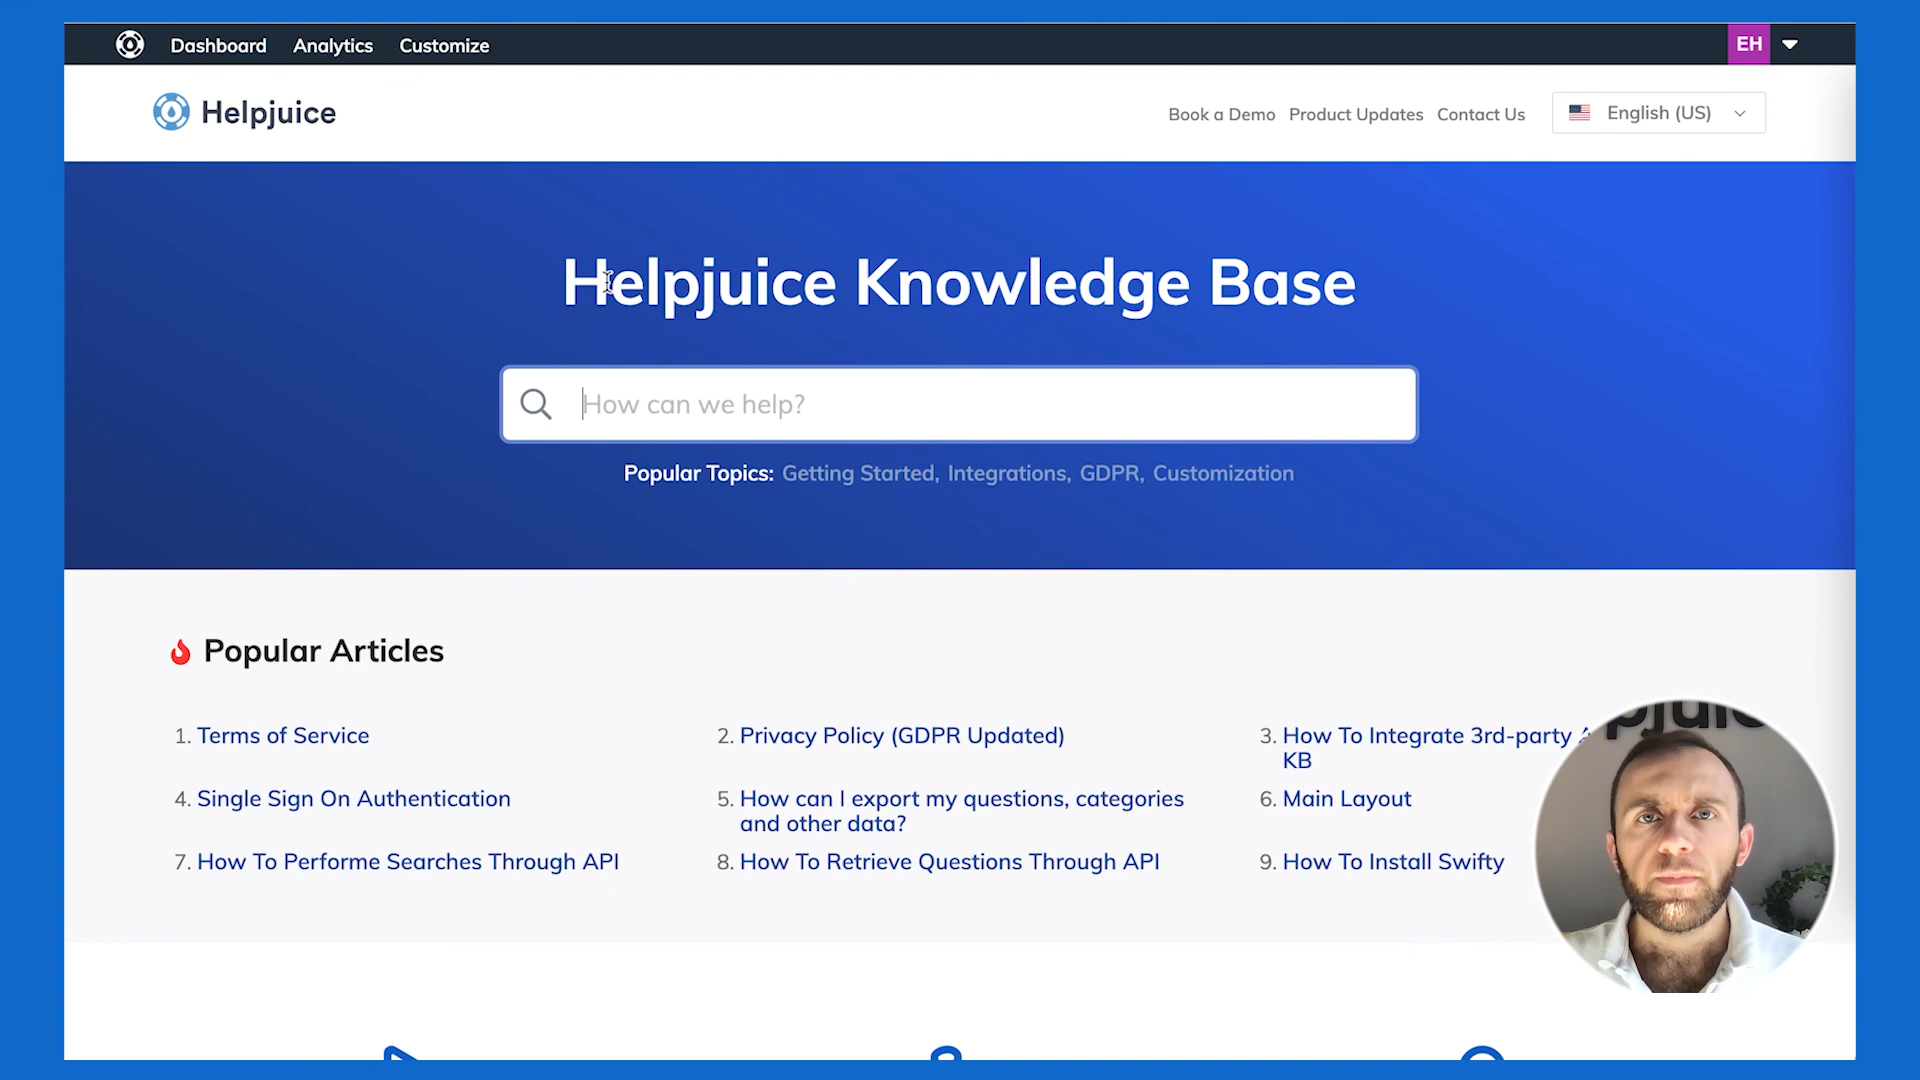 Dashboard Analytics Customize EH
Helpjuice
Book a Demo Product Updates Contact Us English (US)
Helpjuice Knowledge Base
How can we help?
Popular Topics: Getting Started, Integrations, GDPR, Customization
Popular Articles
1. Terms of Service
2. Privacy Policy (GDPR Updated)
3. How To Integrate 3rd-party
KB
4. Single Sign On Authentication
5. How can I export my questions, categories
and other data?
6. Main Layout
7. How To Performe Searches Through API
8. How To Retrieve Questions Through API
9. How To Install Swifty